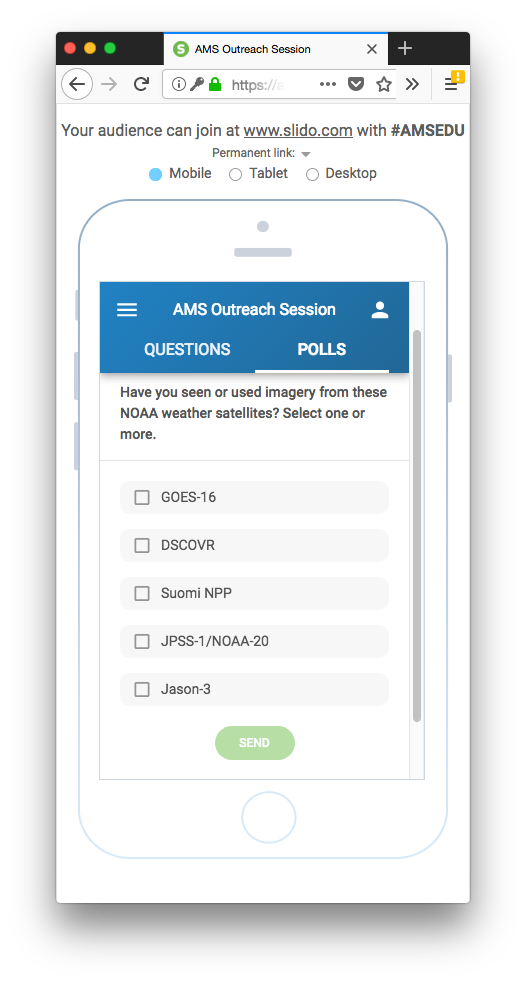 S AMS Outreach Session
https://a
Your audience can join at www.slido.com with #AMSEDU
Permanent link:
Mobile Tablet Desktop
AMS Outreach Session
QUESTIONS POLLS
Have you seen or used imagery from these
NOAA weather satellites? Select one or
more.
GOES-16
DSCOVR
Suomi NPP
JPSS-1/NOAA-20
Jason-3
SEND